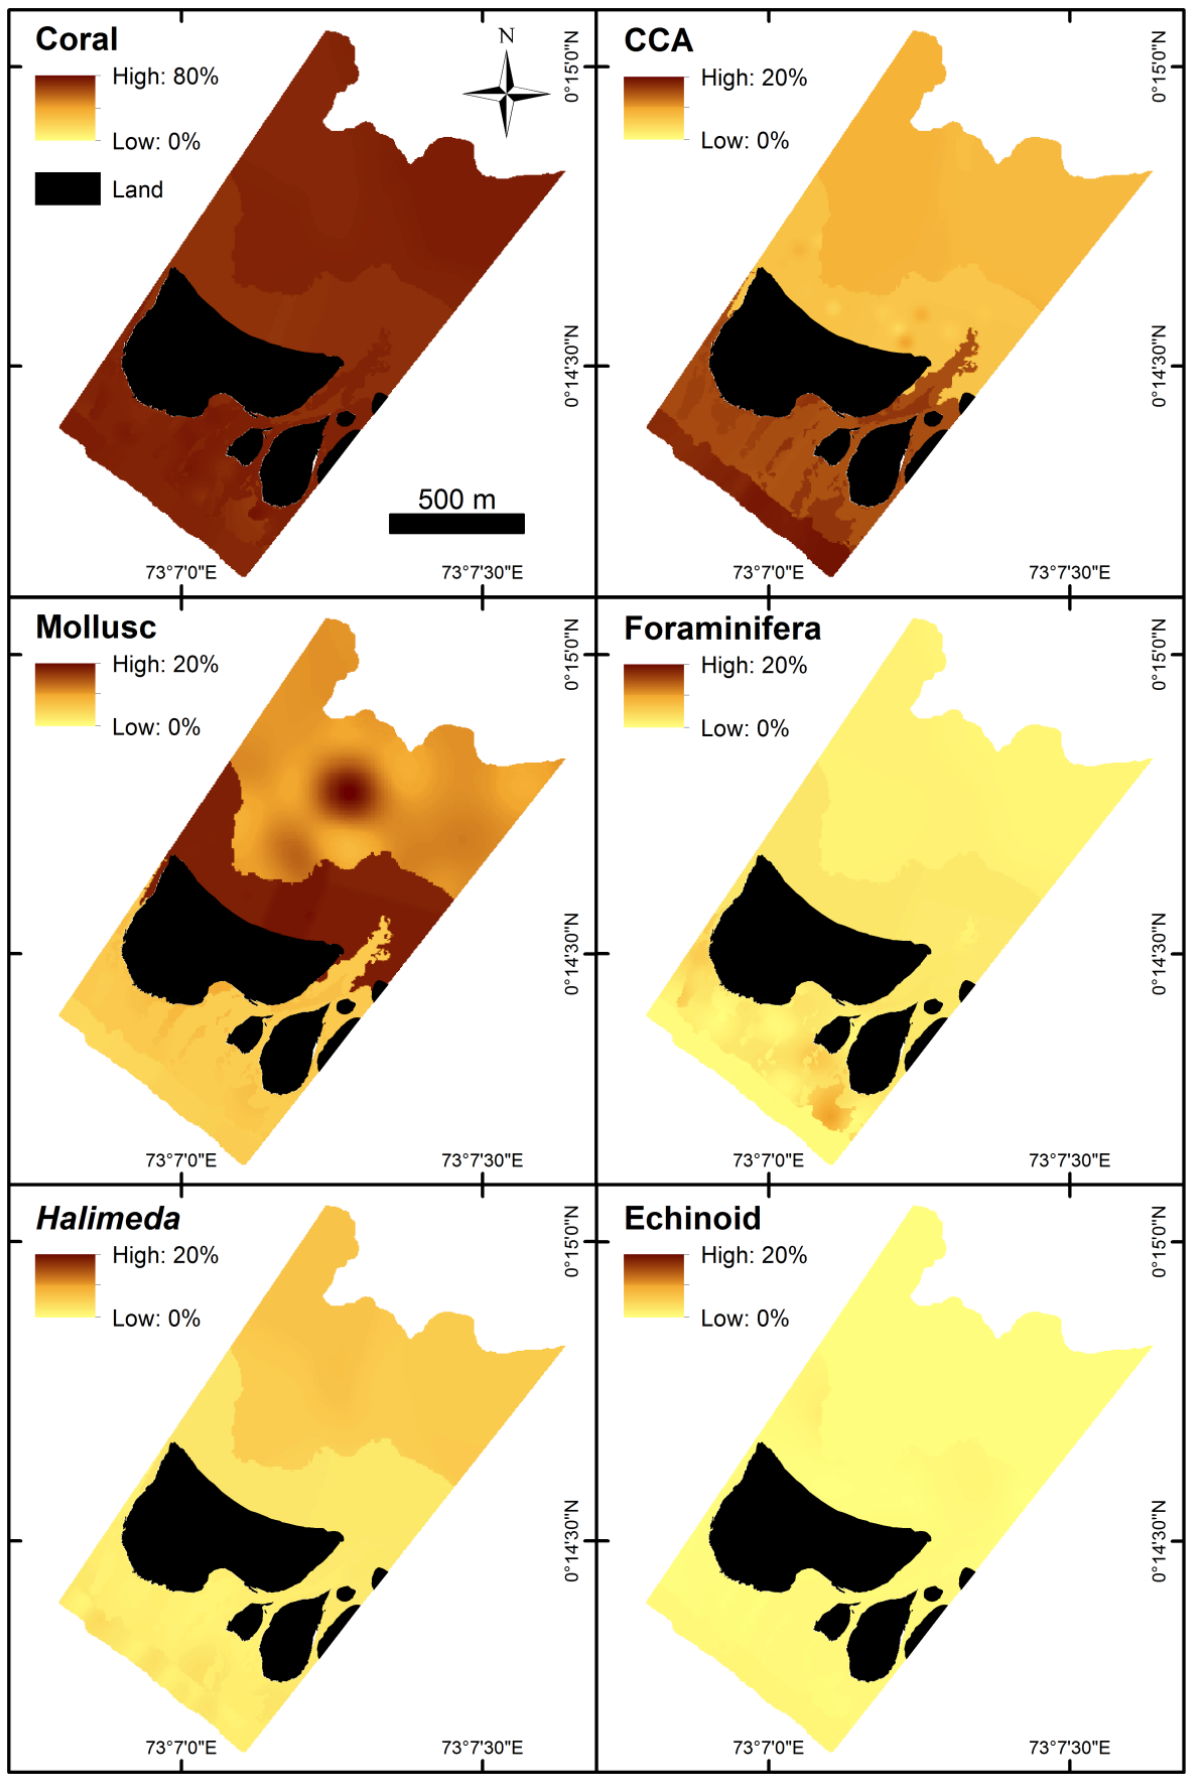 Coral
High: 80%
Low: 0%
Land
N
0°15'0"N
0°14'30"N
500 m
73°7'0"E
73°7'30"E
CCA
High: 20%
Low: 0%
0°15'0"N
0°14'30"N
73°7'0"E
73°7'30"E
Mollusc
High: 20%
Low: 0%
0°15'0"N
0°14'30"N
73°7'0"E
73°7'30"E
Foraminifera
High: 20%
Low: 0%
0°15'0"N
0°14'30"N
73°7'0"E
73°7'30"E
Halimeda
High: 20%
Low: 0%
0°15'0"N
0°14'30"N
73°7'0"E
73°7'30"E
Echinoid
High: 20%
Low: 0%
0°15'0"N
0°14'30"N
73°7'0"E
73°7'30"E